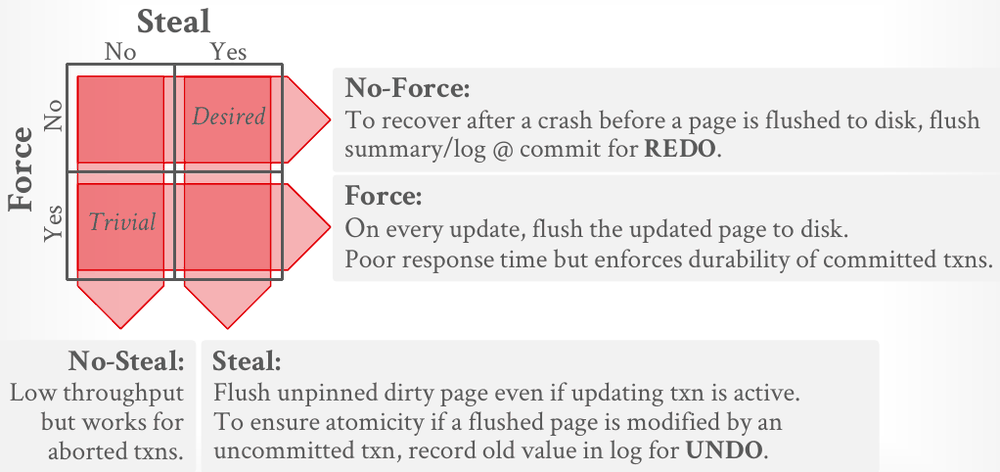 Steal
No Yes
Force
No
Yes
Desired
Trivial
No-Force:
To recover after a crash before a page is flushed to disk, flush
summary/log @ commit for REDO.
Force:
On every update, flush the updated page to disk.
Poor response time but enforces durability of committed txns.
No-Steal:
Low throughput
but works for
aborted txns.
Steal:
Flush unpinned dirty page even if updating txn is active.
To ensure atomicity if a flushed page is modified by an
uncommitted txn, record old value in log for UNDO.